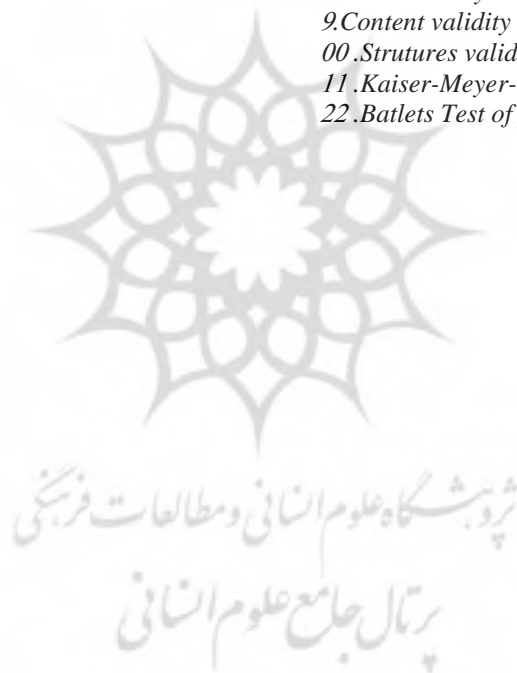 9.Content validity
00 .Strutures valid
11 .Kaiser-Meyer-
22 .Batlets Test of
پژوهشگاه علوم انسانی و مطالعات فرهنگی
پرتال جامع علوم انسانی